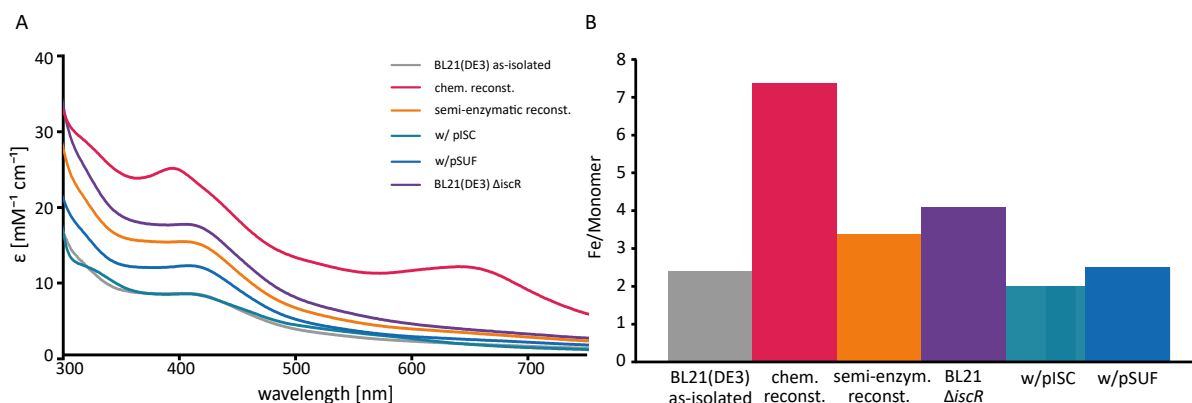 A
40
30
20
10
0
ε [mM⁻¹ cm⁻¹]
300
400
500
600
700
wavelength [nm]
BL21(DE3) as-isolated
chem. reconst.
semi-enzymatic reconst.
w/ pISC
w/pSUF
BL21(DE3) ΔiscR
B
8
7
6
5
4
3
2
1
0
Fe/Monomer
BL21(DE3)
as-isolated
chem.
reconst.
semi-enzym.
reconst.
BL21
ΔiscR
w/pISC
w/pSUF